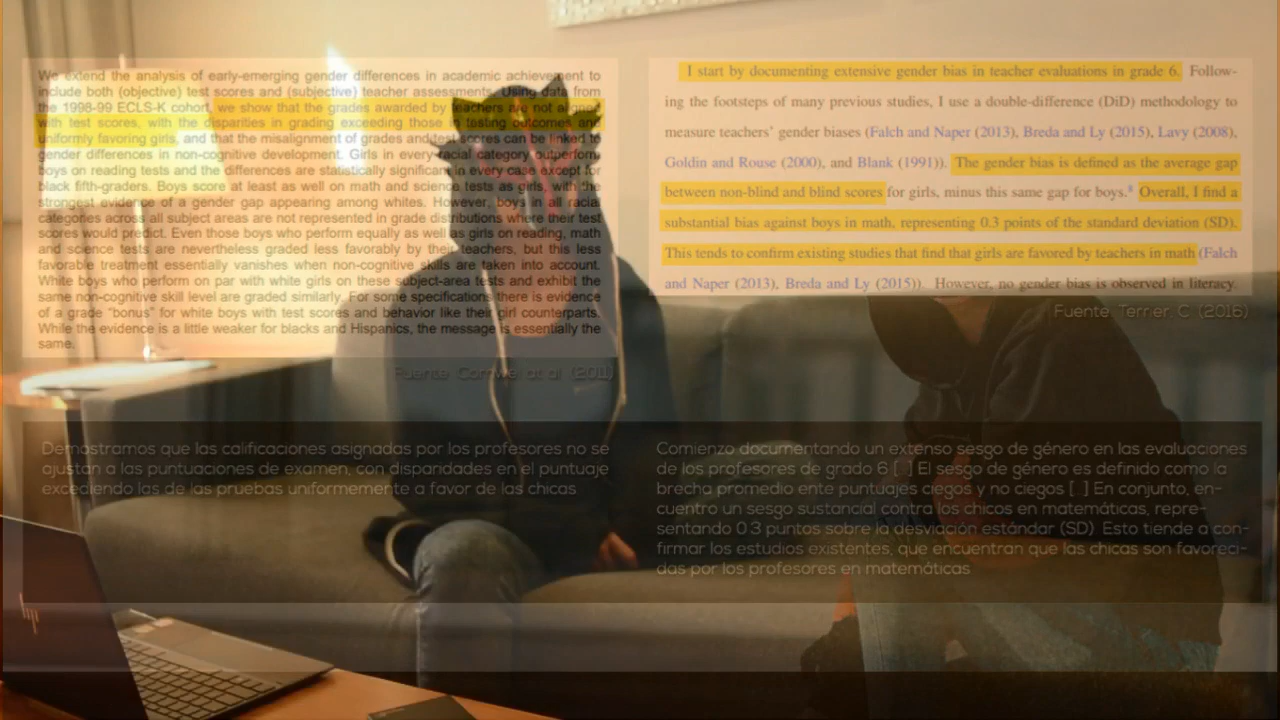 We extend the analysis of early-emerging gender differences in academic achievement to
include both (objective) test scores and (subjective) teacher assessments. Using data from
the 1998-99 ECLS-K cohort, we show that the grades awarded by teachers are not aligned
with test scores, with the disparities in grading exceeding those in testing outcomes and
uniformly favoring girls, and that the misalignment of grades and test scores can be linked to
gender differences in non-cognitive development. Girls in every racial category outperform
boys on reading tests and the differences are statistically significant in every case except for
black fifth-graders. Boys score at least as well on math and science tests as girls, with the
strongest evidence of a gender gap appearing among whites. However, boys in all racial
categories across all subject areas are not represented in grade distributions where their test
scores would predict. Even those boys who perform equally as well as girls on reading, math
and science tests are nevertheless graded less favorably by their teachers, but this less
favorable treatment essentially vanishes when non-cognitive skills are taken into account.
White boys who perform on par with white girls on these subject-area tests and exhibit the
same non-cognitive skill level are graded similarly. For some specifications there is evidence
of a grade "bonus" for white boys with test scores and behavior like their girl counterparts.
While the evidence is a little weaker for blacks and Hispanics, the message is essentially the
same.
Fuente: Cornwel at al (2011)
I start by documenting extensive gender bias in teacher evaluations in grade 6. Follow-
ing the footsteps of many previous studies, I use a double-difference (DiD) methodology to
measure teachers' gender biases (Falch and Naper (2013), Breda and Ly (2015), Lavy (2008),
Goldin and Rouse (2000), and Blank (1991)). The gender bias is defined as the average gap
between non-blind and blind scores for girls, minus this same gap for boys.⁸ Overall, I find a
substantial bias against boys in math, representing 0.3 points of the standard deviation (SD).
This tends to confirm existing studies that find that girls are favored by teachers in math (Falch
and Naper (2013), Breda and Ly (2015)). However, no gender bias is observed in literacy.
Fuente: Terrier, C (2016)
Demostramos que las calificaciones asignadas por los profesores no se
ajustan a las puntuaciones de examen, con disparidades en el puntuaje
excediendo las de las pruebas uniformemente a favor de las chicas
Comienzo documentando un extenso sesgo de género en las evaluaciones
de los profesores de grado 6 [..] El sesgo de género es definido como la
brecha promedio ente puntuajes ciegos y no ciegos [..] En conjunto, en-
cuentro un sesgo sustancial contra los chicos en matemáticas, repre-
sentando 0.3 puntos sobre la desviación estándar (SD). Esto tiende a con-
firmar los estudios existentes, que encuentran que las chicas son favoreci-
das por los profesores en matemáticas
hp